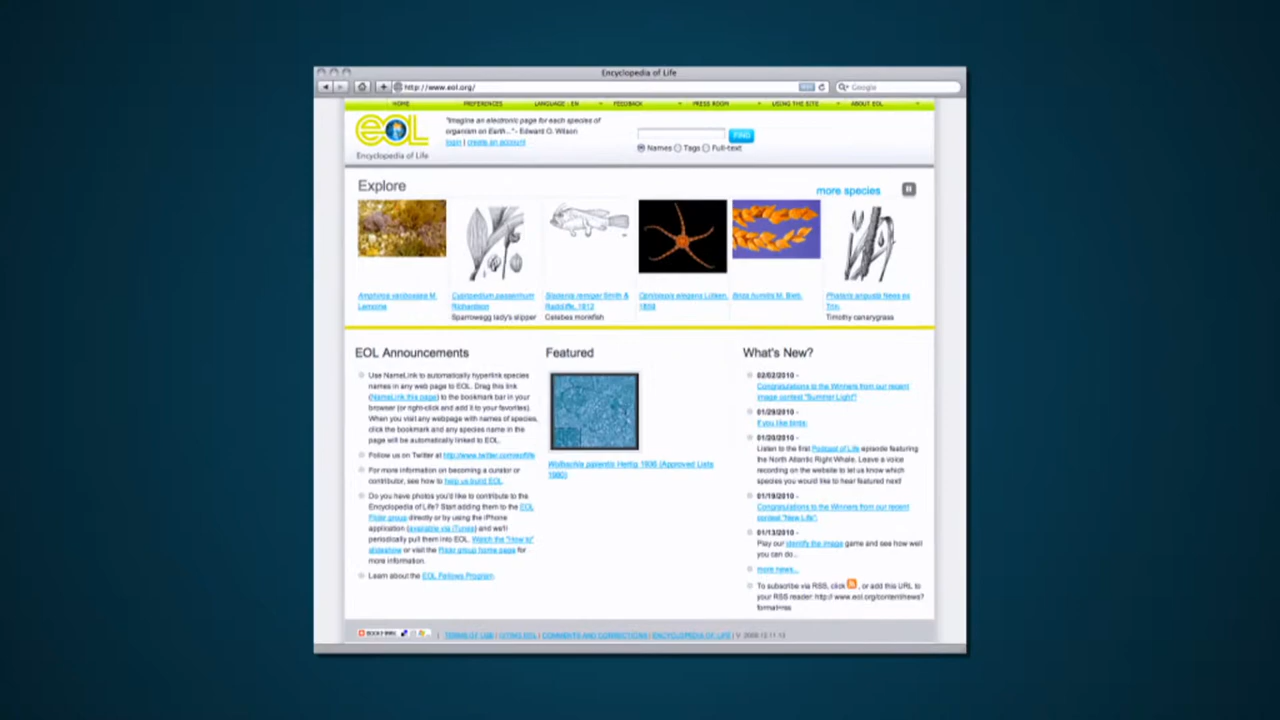 Encyclopedia of Life
http://www.eol.org/
Google
HOME PREFERENCES LANGUAGE : EN FEEDBACK PRESS ROOM USING THE SITE ABOUT EOL
eOL
Encyclopedia of Life
"Imagine an electronic page for each species of
organism on Earth..." - Edward O. Wilson
login | create an account
FIND
Names Tags Full-text
Explore
more species
Lemoine
Cypripedium passerinum
Richardson
Sparrowegg lady's slipper
Smith &
Radcliffe, 1912
Celebes monkfish
Ophiolepis elegans Lütken,
1859
Briza humilis M. Bieb.
Phalaris angusta Nees ex
Trin.
Timothy canarygrass
EOL Announcements
Use NameLink to automatically hyperlink species
names in any web page to EOL. Drag this link
(NameLink this page) to the bookmark bar in your
browser (or right-click and add it to your favorites).
When you visit any webpage with names of species,
click the bookmark and any species name in the
page will be automatically linked to EOL.
Follow us on Twitter at http://www.twitter.com/eoflife
For more information on becoming a curator or
contributor, see how to help us build EOL.
Do you have photos you'd like to contribute to the
Encyclopedia of Life? Start adding them to the EOL
Flickr group directly or by using the iPhone
application (available via iTunes) and we'll
periodically pull them into EOL. Watch the "How to"
slideshow or visit the Flickr group home page for
more information.
Learn about the EOL Fellows Program
Featured
Wolbachia pipientis Hertig 1936 (Approved Lists
1980)
What's New?
02/02/2010 -
Congratulations to the Winners from our recent
image contest "Summer Light"!
01/29/2010 -
If you like birds:
01/20/2010 -
Listen to the first Podcast of Life episode featuring
the North Atlantic Right Whale. Leave a voice
recording on the website to let us know which
species you would like to hear featured next!
01/19/2010 -
Congratulations to the Winners from our recent
contest "New Life":
01/13/2010 -
Play our identify the image game and see how well
you can do...
more news...
To subscribe via RSS, click , or add this URL to
your RSS reader: http://www.eol.org/content/news?
format=rss
BOOKMARK | TERMS OF USE | CITING EOL | COMMENTS AND CORRECTIONS | ENCYCLOPEDIA OF LIFE |